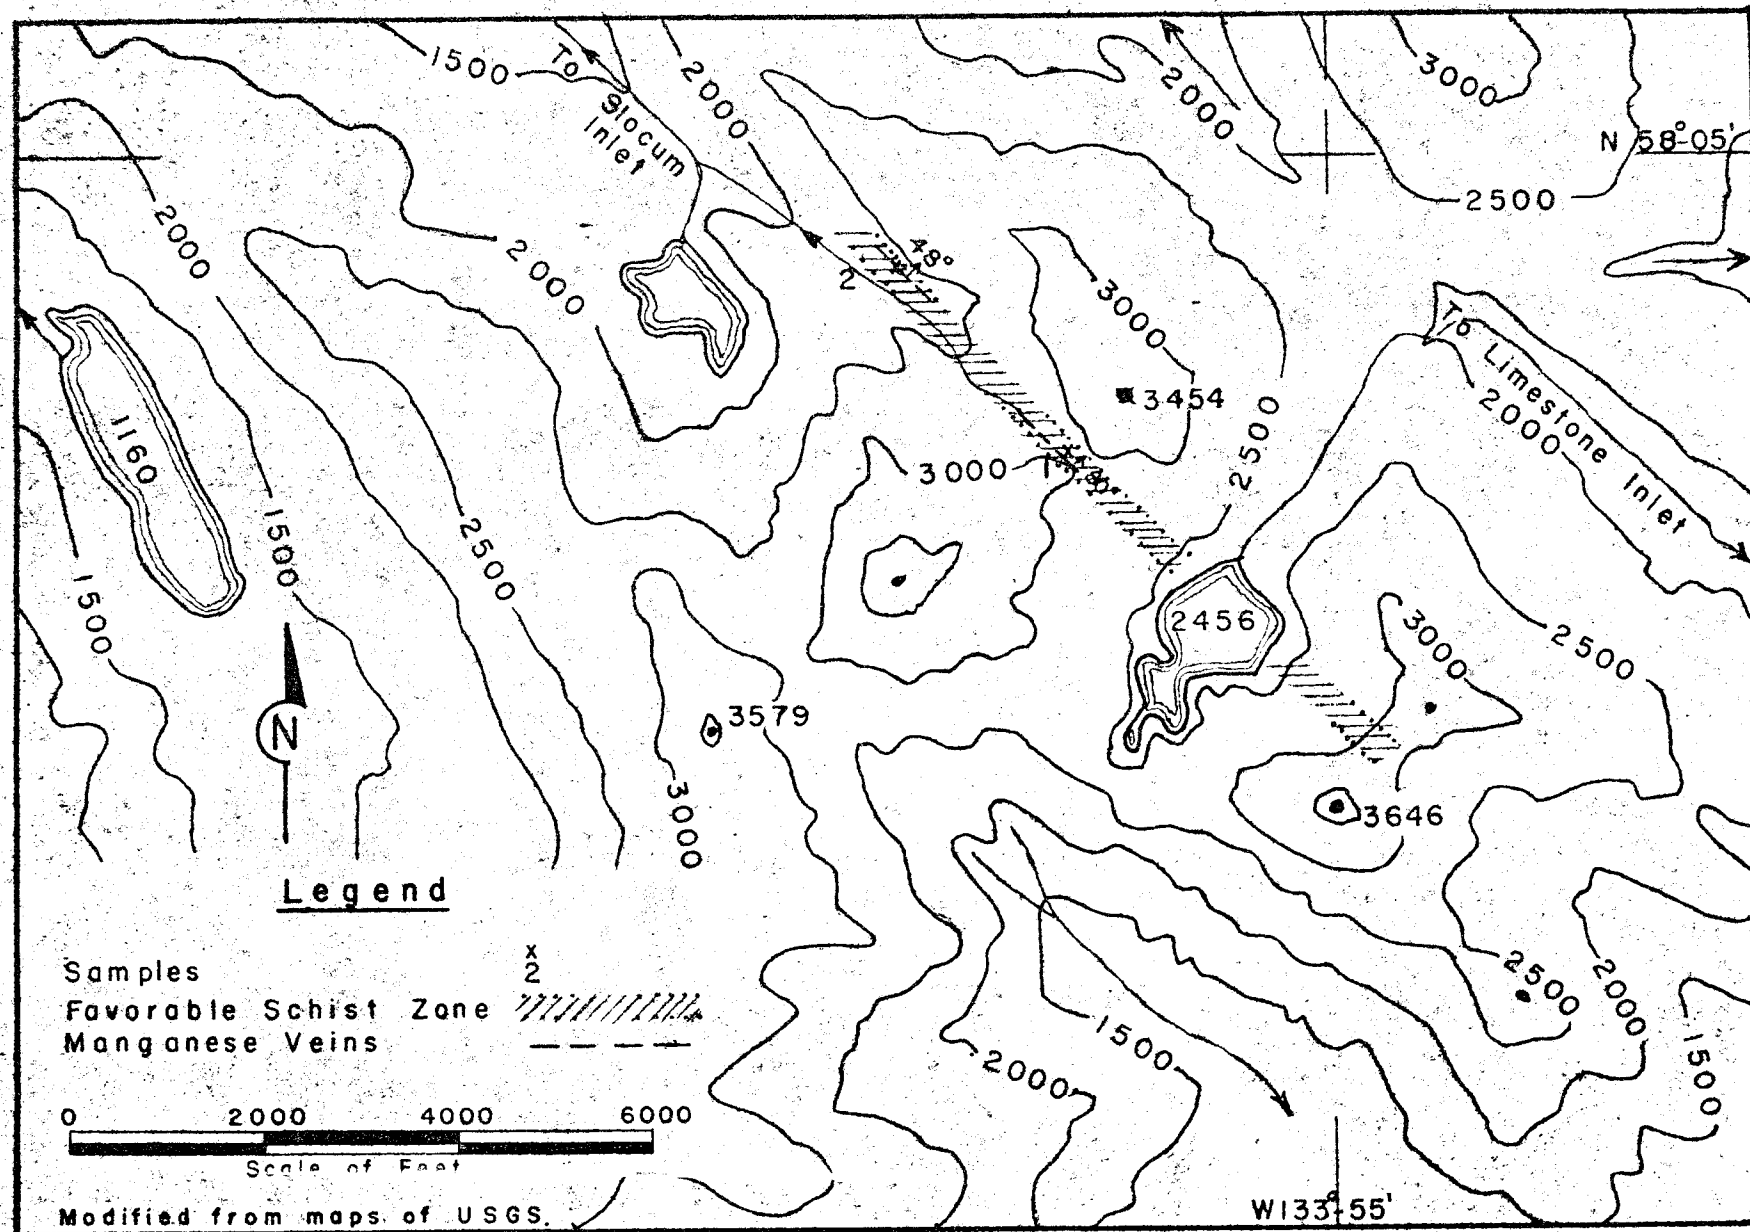 1500
To
Slocum
Inlet
2000
2000
3000
N 58°05'
2500
2000
2000
48°
2
3000
To Limestone Inlet
2000
3454
2500
1160
3000
1
1500
2500
1500
2456
3000
2500
N
3579
3000
3646
Legend
Samples x 2
Favorable Schist Zone
Manganese Veins
2500
2000
1500
1500
2000
0 2000 4000 6000
Scale of Feet
Modified from maps of USGS.
W133°55'